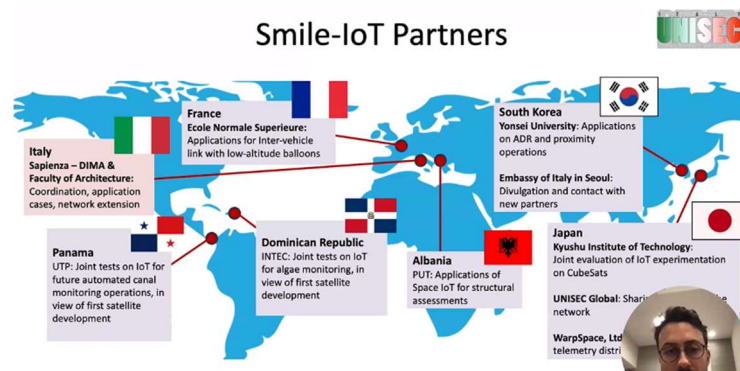 Smile-IoT Partners
UNISEC
France
Ecole Normale Superieure:
Applications for Inter-vehicle
link with low-altitude balloons
South Korea
Yonsei University: Applications
on ADR and proximity
operations
Embassy of Italy in Seoul:
Divulgation and contact with
new partners
Italy
Sapienza – DIMA &
Faculty of Architecture:
Coordination, application
cases, network extension
Panama
UTP: Joint tests on IoT for
future automated canal
monitoring operations, in
view of first satellite
development
Dominican Republic
INTEC: Joint tests on IoT
for algae monitoring, in
view of first satellite
development
Albania
PUT: Applications of
Space IoT for structural
assessments
Japan
Kyushu Institute of Technology:
Joint evaluation of IoT experimentation
on CubeSats
UNISEC Global:
network
WarpSpace, Ltd
telemetry